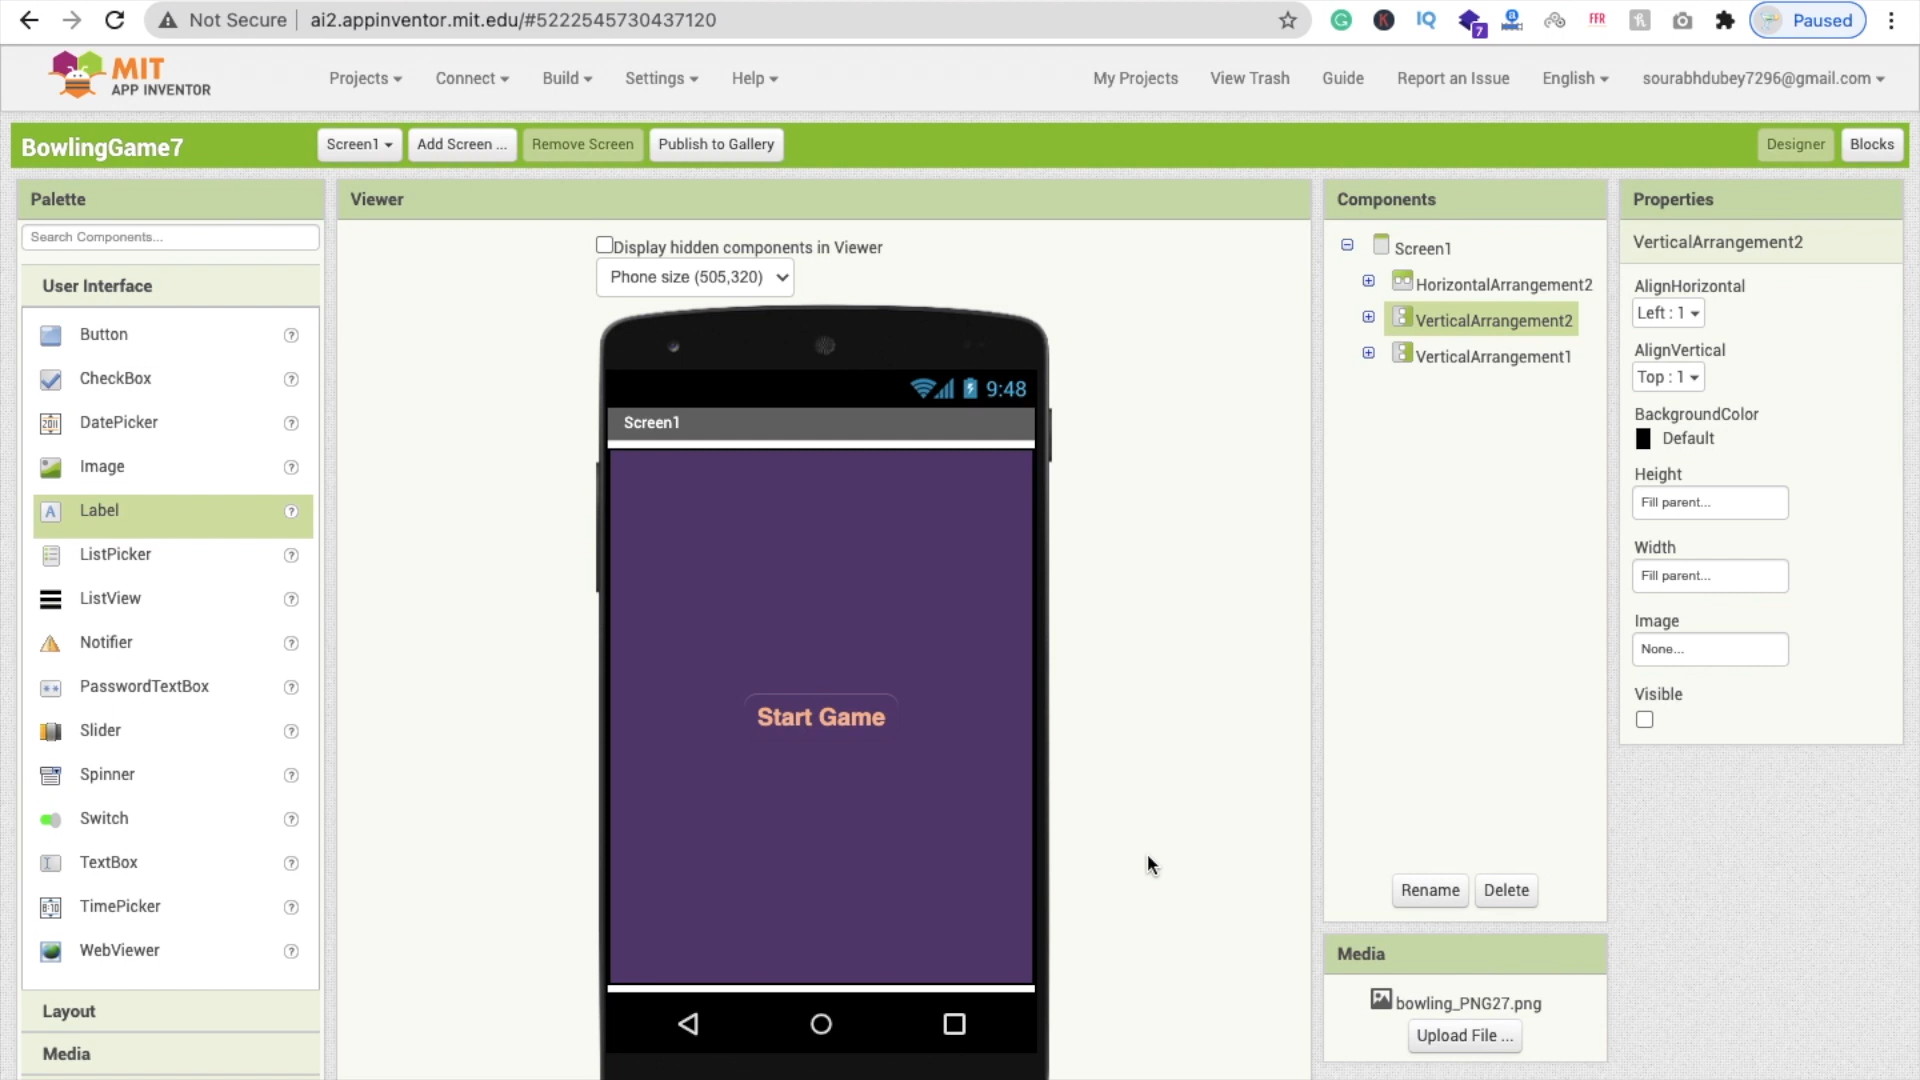 Not Secure
ai2.appinventor.mit.edu/#5222545730437120
Paused
7
IQ
FFR
MIT
APP INVENTOR
Projects
Connect
Build
Settings
Help
My Projects
View Trash
Guide
Report an Issue
English
sourabhdubey7296@gmail.com
BowlingGame7
Screen1
Add Screen ...
Remove Screen
Publish to Gallery
Designer
Blocks
Palette
Search Components...
User Interface
Button
CheckBox
DatePicker
Image
Label
ListPicker
ListView
Notifier
PasswordTextBox
Slider
Spinner
Switch
TextBox
TimePicker
WebViewer
Layout
Media
Viewer
Display hidden components in Viewer
Phone size (505,320)
9:48
Screen1
Start Game
Components
Screen1
HorizontalArrangement2
VerticalArrangement2
VerticalArrangement1
Rename
Delete
Media
bowling_PNG27.png
Upload File ...
Properties
VerticalArrangement2
AlignHorizontal
Left : 1
AlignVertical
Top : 1
BackgroundColor
Default
Height
Fill parent...
Width
Fill parent...
Image
None...
Visible